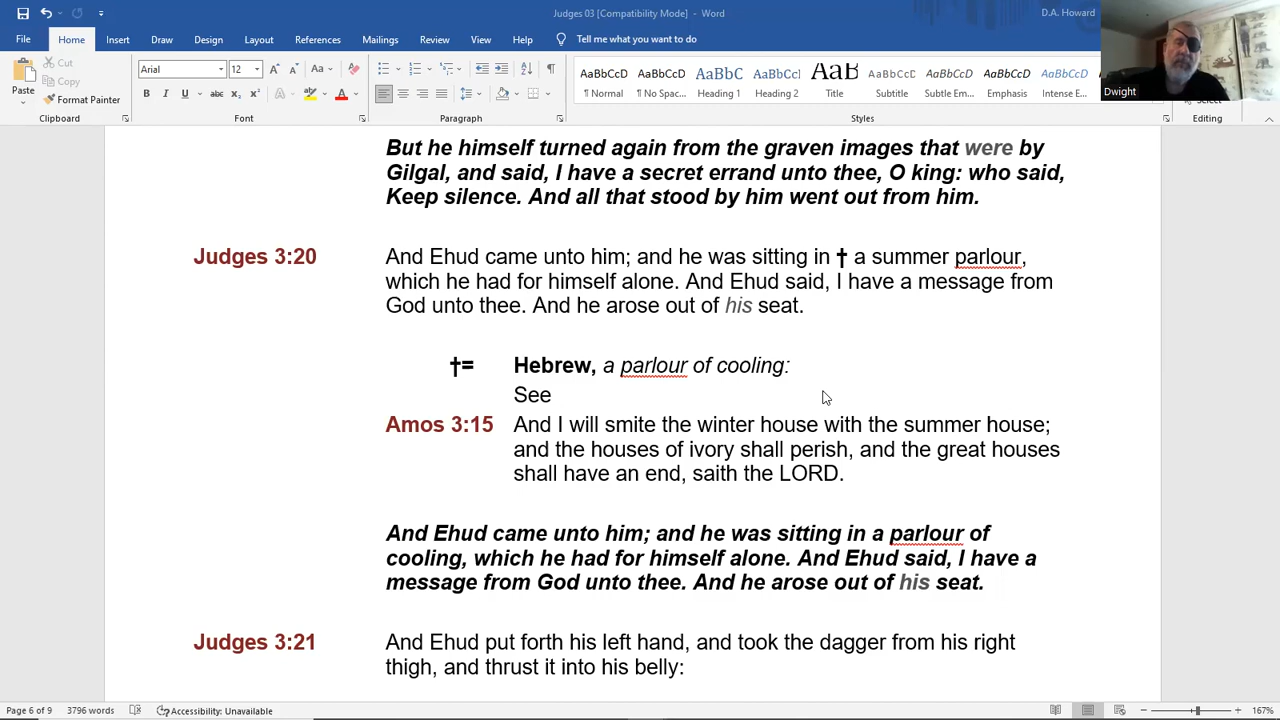 Judges 03 [Compatibility Mode] - Word
D.A. Howard
File Home Insert Draw Design Layout References Mailings Review View Help Tell me what you want to do
Paste
Cut
Copy
Format Painter
Clipboard
Arial 12
Aa
B I U
Font
Paragraph
AaBbCcD AaBbCcD AaBbC AaBbCcI AaB AaBbCcD AaBbCcD AaBbCcD AaBbCcD
¶ Normal ¶ No Spac... Heading 1 Heading 2 Title Subtitle Subtle Em... Emphasis Intense E...
Styles
Select
Editing
Dwight
But he himself turned again from the graven images that were by
Gilgal, and said, I have a secret errand unto thee, O king: who said,
Keep silence. And all that stood by him went out from him.
Judges 3:20 And Ehud came unto him; and he was sitting in † a summer parlour,
which he had for himself alone. And Ehud said, I have a message from
God unto thee. And he arose out of his seat.
†= Hebrew, a parlour of cooling:
See
Amos 3:15 And I will smite the winter house with the summer house;
and the houses of ivory shall perish, and the great houses
shall have an end, saith the LORD.
And Ehud came unto him; and he was sitting in a parlour of
cooling, which he had for himself alone. And Ehud said, I have a
message from God unto thee. And he arose out of his seat.
Judges 3:21 And Ehud put forth his left hand, and took the dagger from his right
thigh, and thrust it into his belly:
Page 6 of 9 3796 words Accessibility: Unavailable 167%